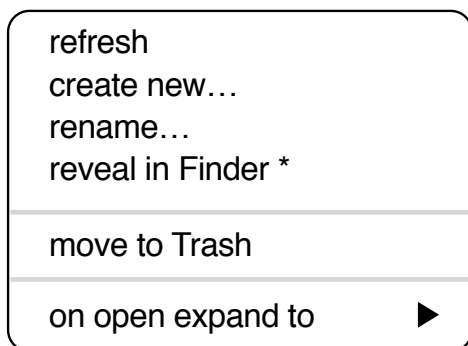 refresh
create new…
rename…
reveal in Finder *
move to Trash
on open expand to ▶